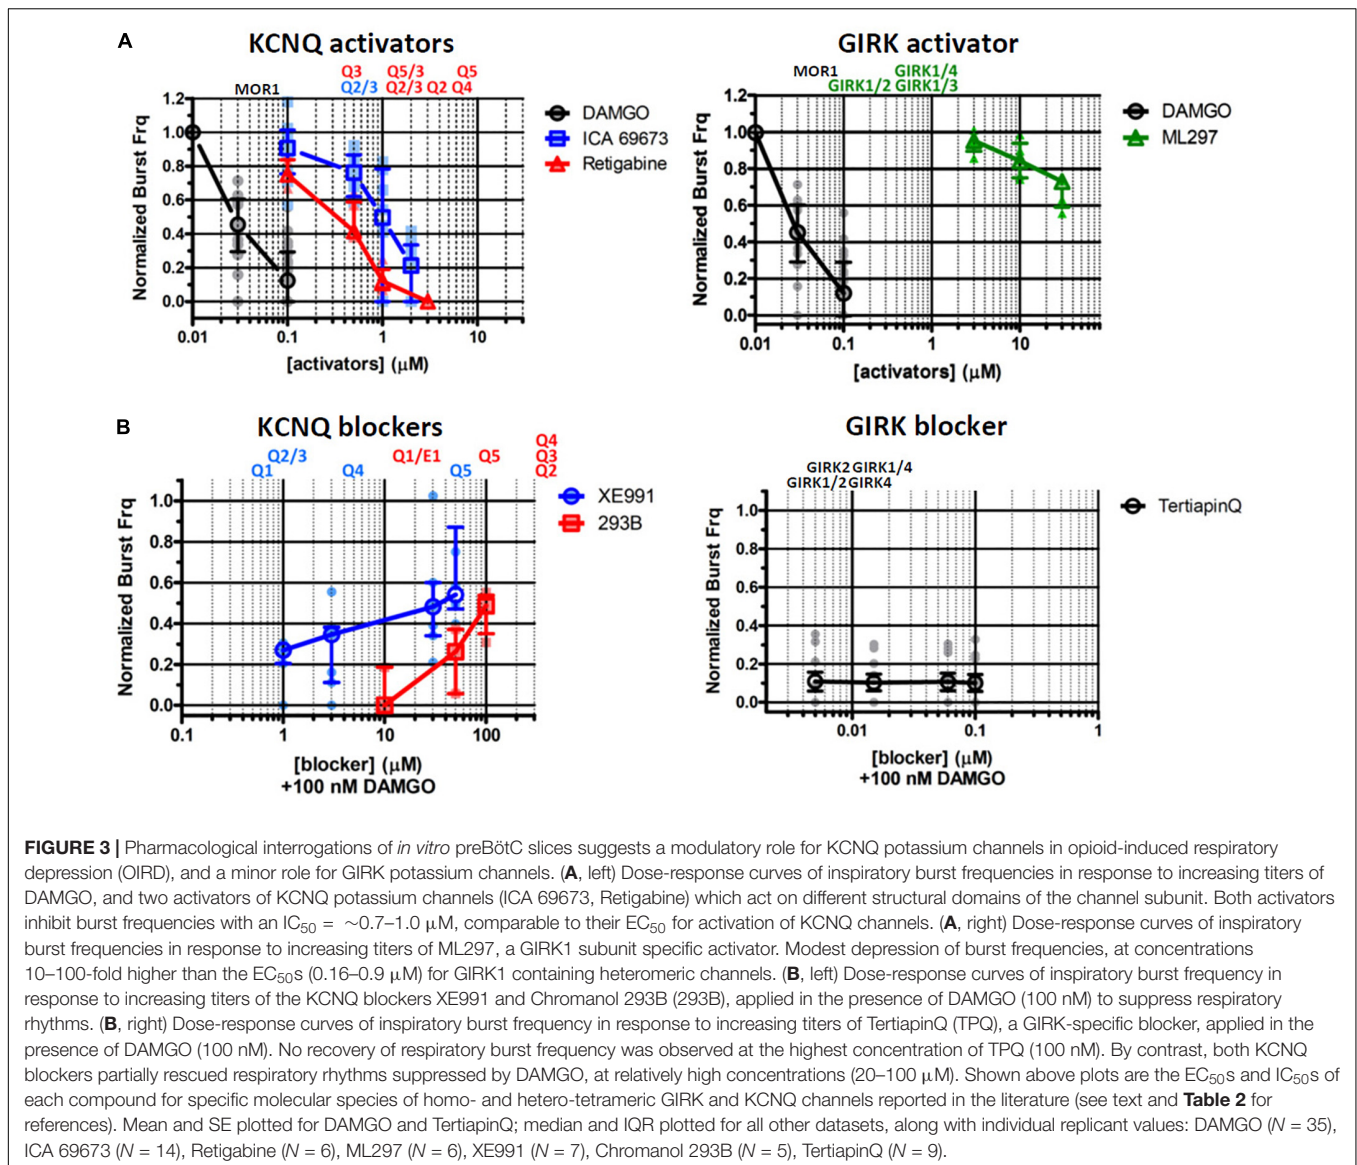 A
KCNQ activators
MOR1
Q3 Q5/3 Q5
Q2/3 Q2/3 Q2 Q4
Normalized Burst Frq
1.2
1.0
0.8
0.6
0.4
0.2
0.0
0.01 0.1 1 10
[activators] (μM)
DAMGO
ICA 69673
Retigabine
GIRK activator
MOR1 GIRK1/4
GIRK1/2 GIRK1/3
Normalized Burst Frq
1.2
1.0
0.8
0.6
0.4
0.2
0.0
0.01 0.1 1 10
[activators] (μM)
DAMGO
ML297
B
KCNQ blockers
Q4
Q2/3 Q1/E1 Q5 Q3
Q1 Q4 Q5 Q2
Normalized Burst Frq
1.0
0.8
0.6
0.4
0.2
0.0
0.1 1 10 100
[blocker] (μM)
+100 nM DAMGO
XE991
293B
GIRK blocker
GIRK2 GIRK1/4
GIRK1/2 GIRK4
Normalized Burst Frq
1.0
0.8
0.6
0.4
0.2
0.0
0.01 0.1 1
[blocker] (μM)
+100 nM DAMGO
TertiapinQ
FIGURE 3 | Pharmacological interrogations of in vitro preBötC slices suggests a modulatory role for KCNQ potassium channels in opioid-induced respiratory
depression (OIRD), and a minor role for GIRK potassium channels. (A, left) Dose-response curves of inspiratory burst frequencies in response to increasing titers of
DAMGO, and two activators of KCNQ potassium channels (ICA 69673, Retigabine) which act on different structural domains of the channel subunit. Both activators
inhibit burst frequencies with an IC50 = ~0.7–1.0 μM, comparable to their EC50 for activation of KCNQ channels. (A, right) Dose-response curves of inspiratory
burst frequencies in response to increasing titers of ML297, a GIRK1 subunit specific activator. Modest depression of burst frequencies, at concentrations
10–100-fold higher than the EC50s (0.16–0.9 μM) for GIRK1 containing heteromeric channels. (B, left) Dose-response curves of inspiratory burst frequency in
response to increasing titers of the KCNQ blockers XE991 and Chromanol 293B (293B), applied in the presence of DAMGO (100 nM) to suppress respiratory
rhythms. (B, right) Dose-response curves of inspiratory burst frequency in response to increasing titers of TertiapinQ (TPQ), a GIRK-specific blocker, applied in the
presence of DAMGO (100 nM). No recovery of respiratory burst frequency was observed at the highest concentration of TPQ (100 nM). By contrast, both KCNQ
blockers partially rescued respiratory rhythms suppressed by DAMGO, at relatively high concentrations (20–100 μM). Shown above plots are the EC50s and IC50s of
each compound for specific molecular species of homo- and hetero-tetrameric GIRK and KCNQ channels reported in the literature (see text and Table 2 for
references). Mean and SE plotted for DAMGO and TertiapinQ; median and IQR plotted for all other datasets, along with individual replicant values: DAMGO (N = 35),
ICA 69673 (N = 14), Retigabine (N = 6), ML297 (N = 6), XE991 (N = 7), Chromanol 293B (N = 5), TertiapinQ (N = 9).